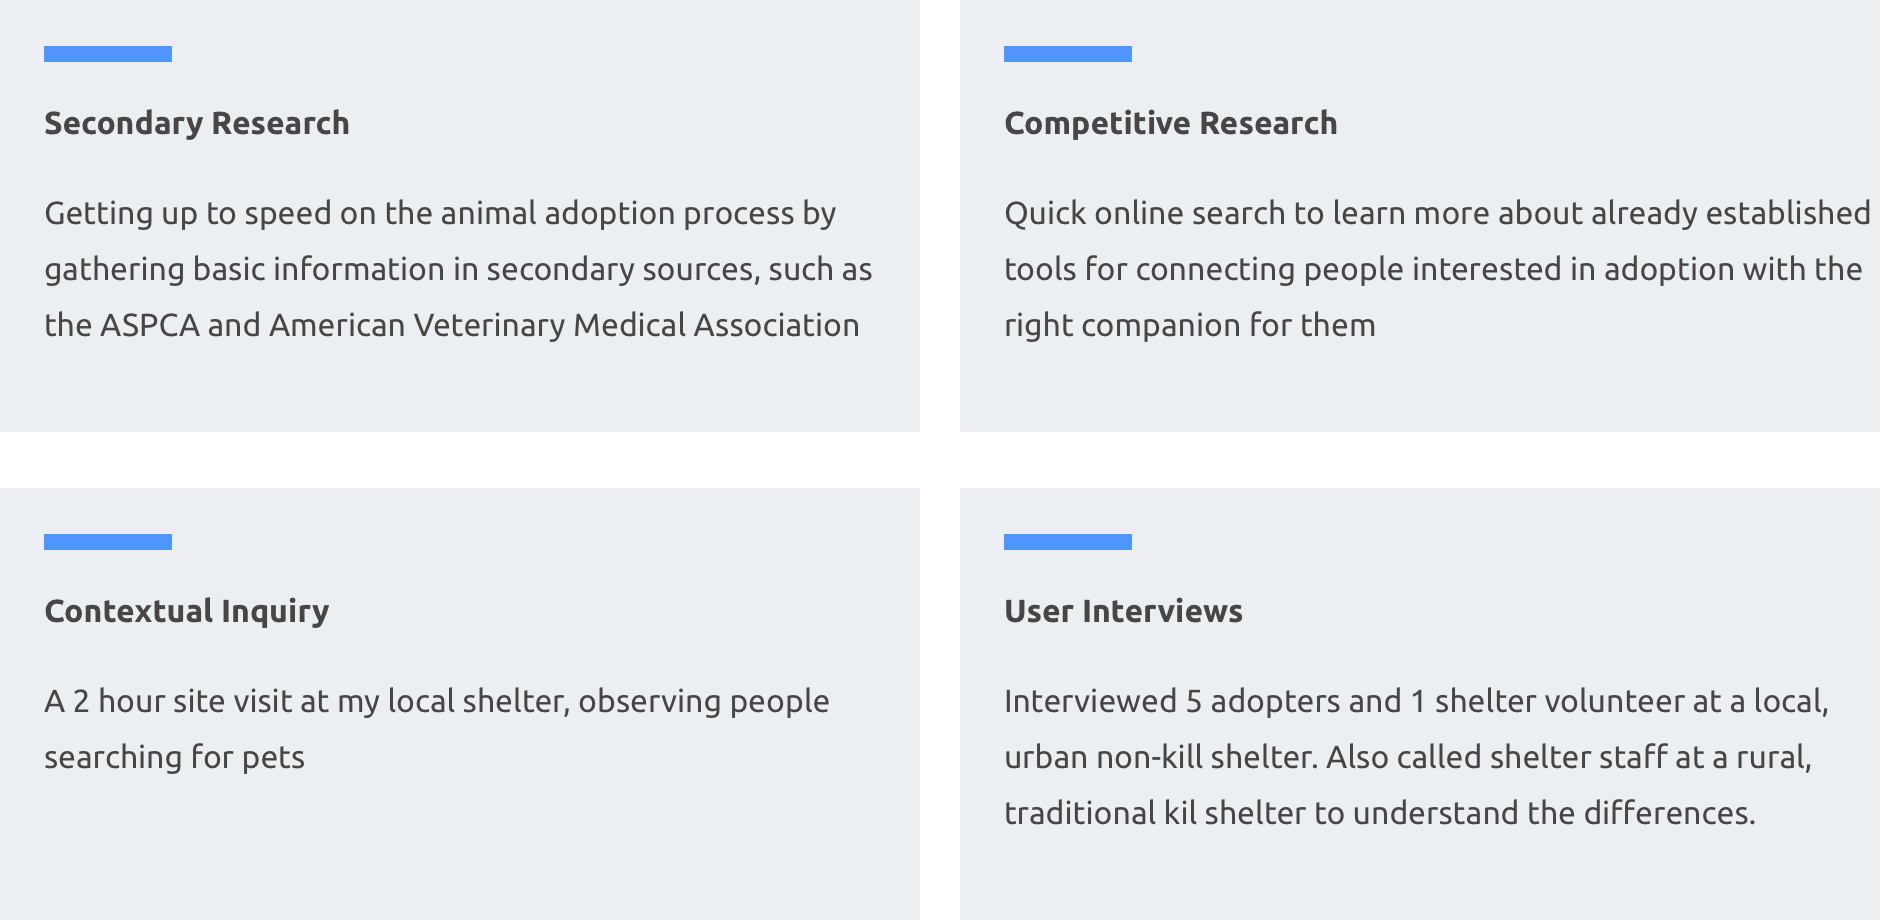 Secondary Research
Getting up to speed on the animal adoption process by
gathering basic information in secondary sources, such as
the ASPCA and American Veterinary Medical Association
Competitive Research
Quick online search to learn more about already established
tools for connecting people interested in adoption with the
right companion for them
Contextual Inquiry
A 2 hour site visit at my local shelter, observing people
searching for pets
User Interviews
Interviewed 5 adopters and 1 shelter volunteer at a local,
urban non-kill shelter. Also called shelter staff at a rural,
traditional kil shelter to understand the differences.